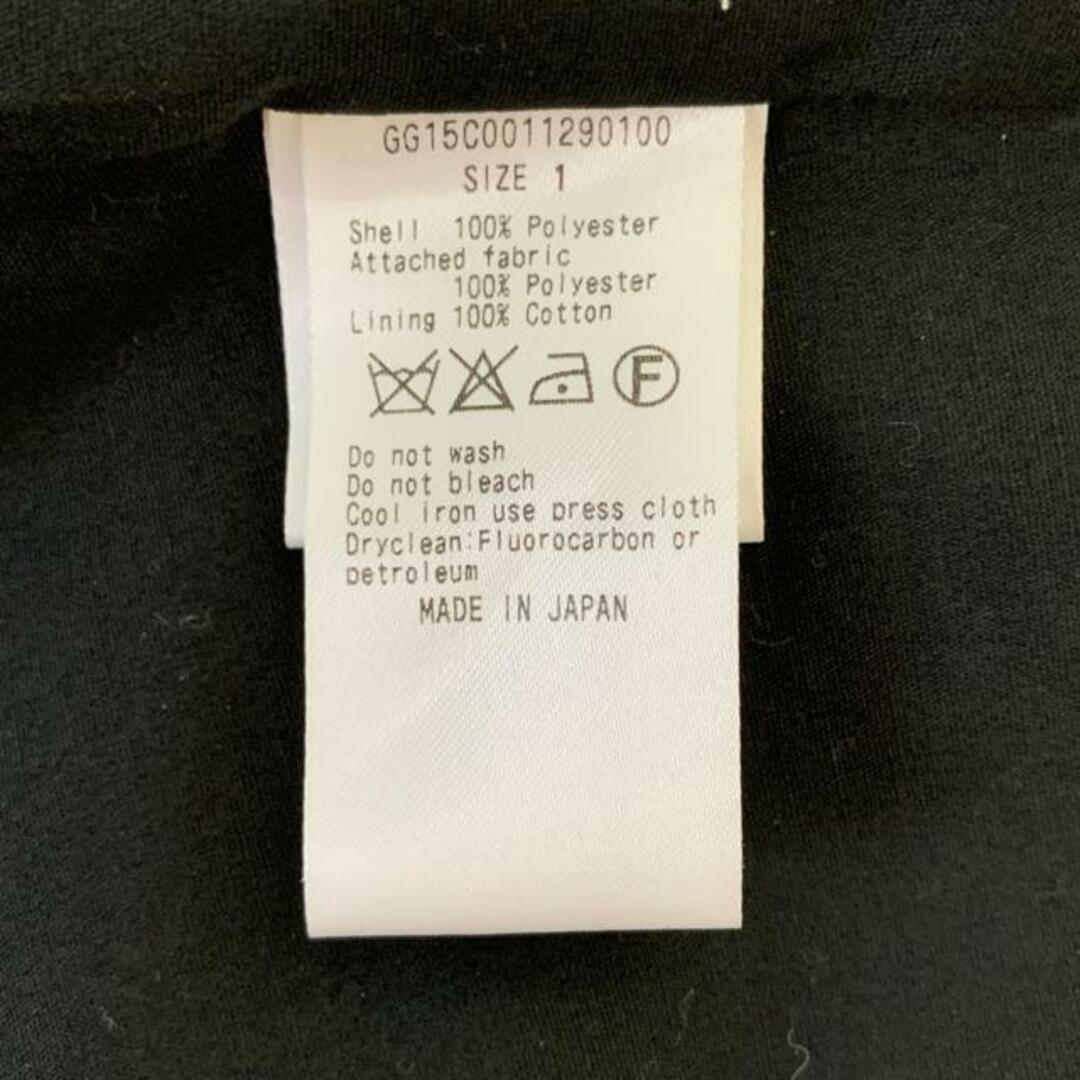 GG15C0011290100
SIZE 1
Shell 100% Polyester
Attached fabric
100% Polyester
Lining 100% Cotton
F
Do not wash
Do not bleach
Cool iron use press cloth
Dryclean:Fluorocarbon or
petroleum
MADE IN JAPAN